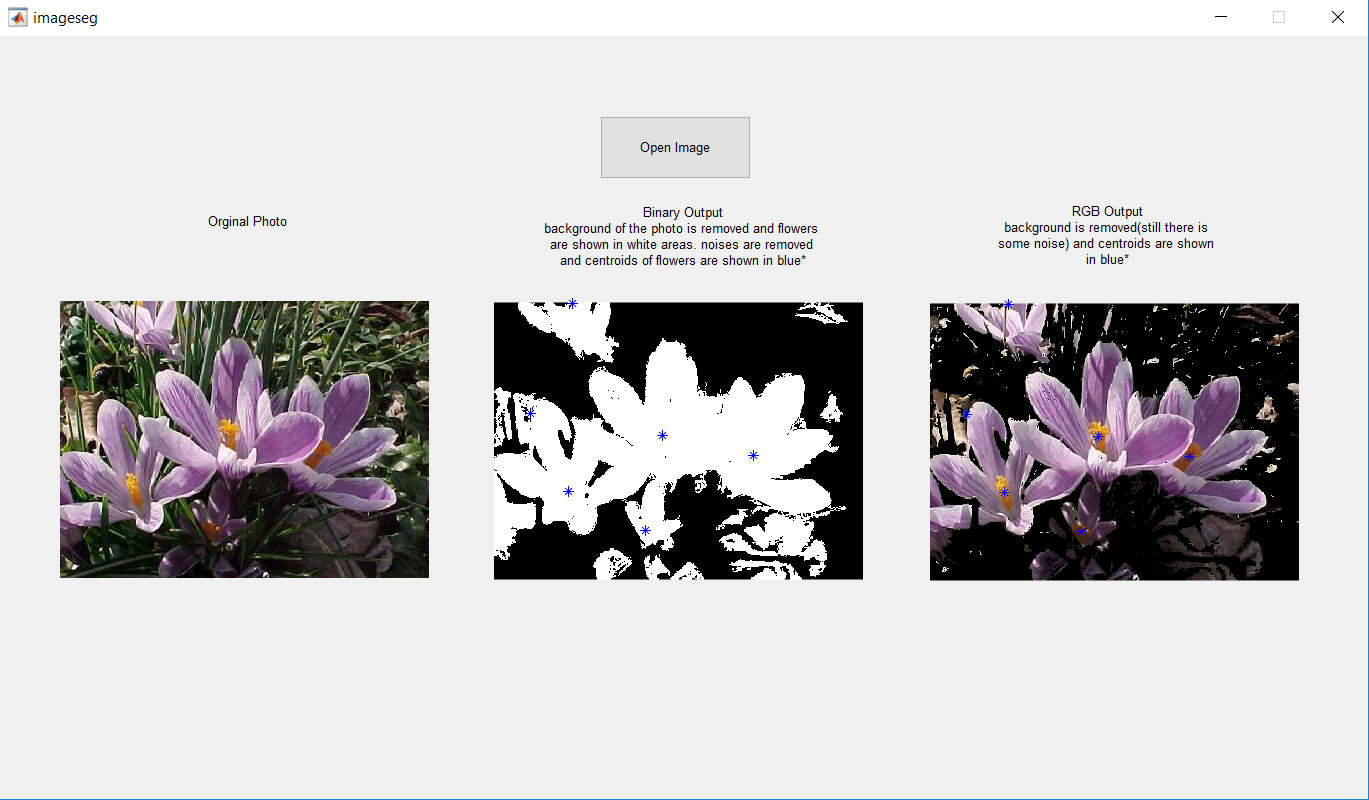 imageseg
Open Image
Orginal Photo
Binary Output
background of the photo is removed and flowers
are shown in white areas. noises are removed
and centroids of flowers are shown in blue*
RGB Output
background is removed(still there is
some noise) and centroids are shown
in blue*